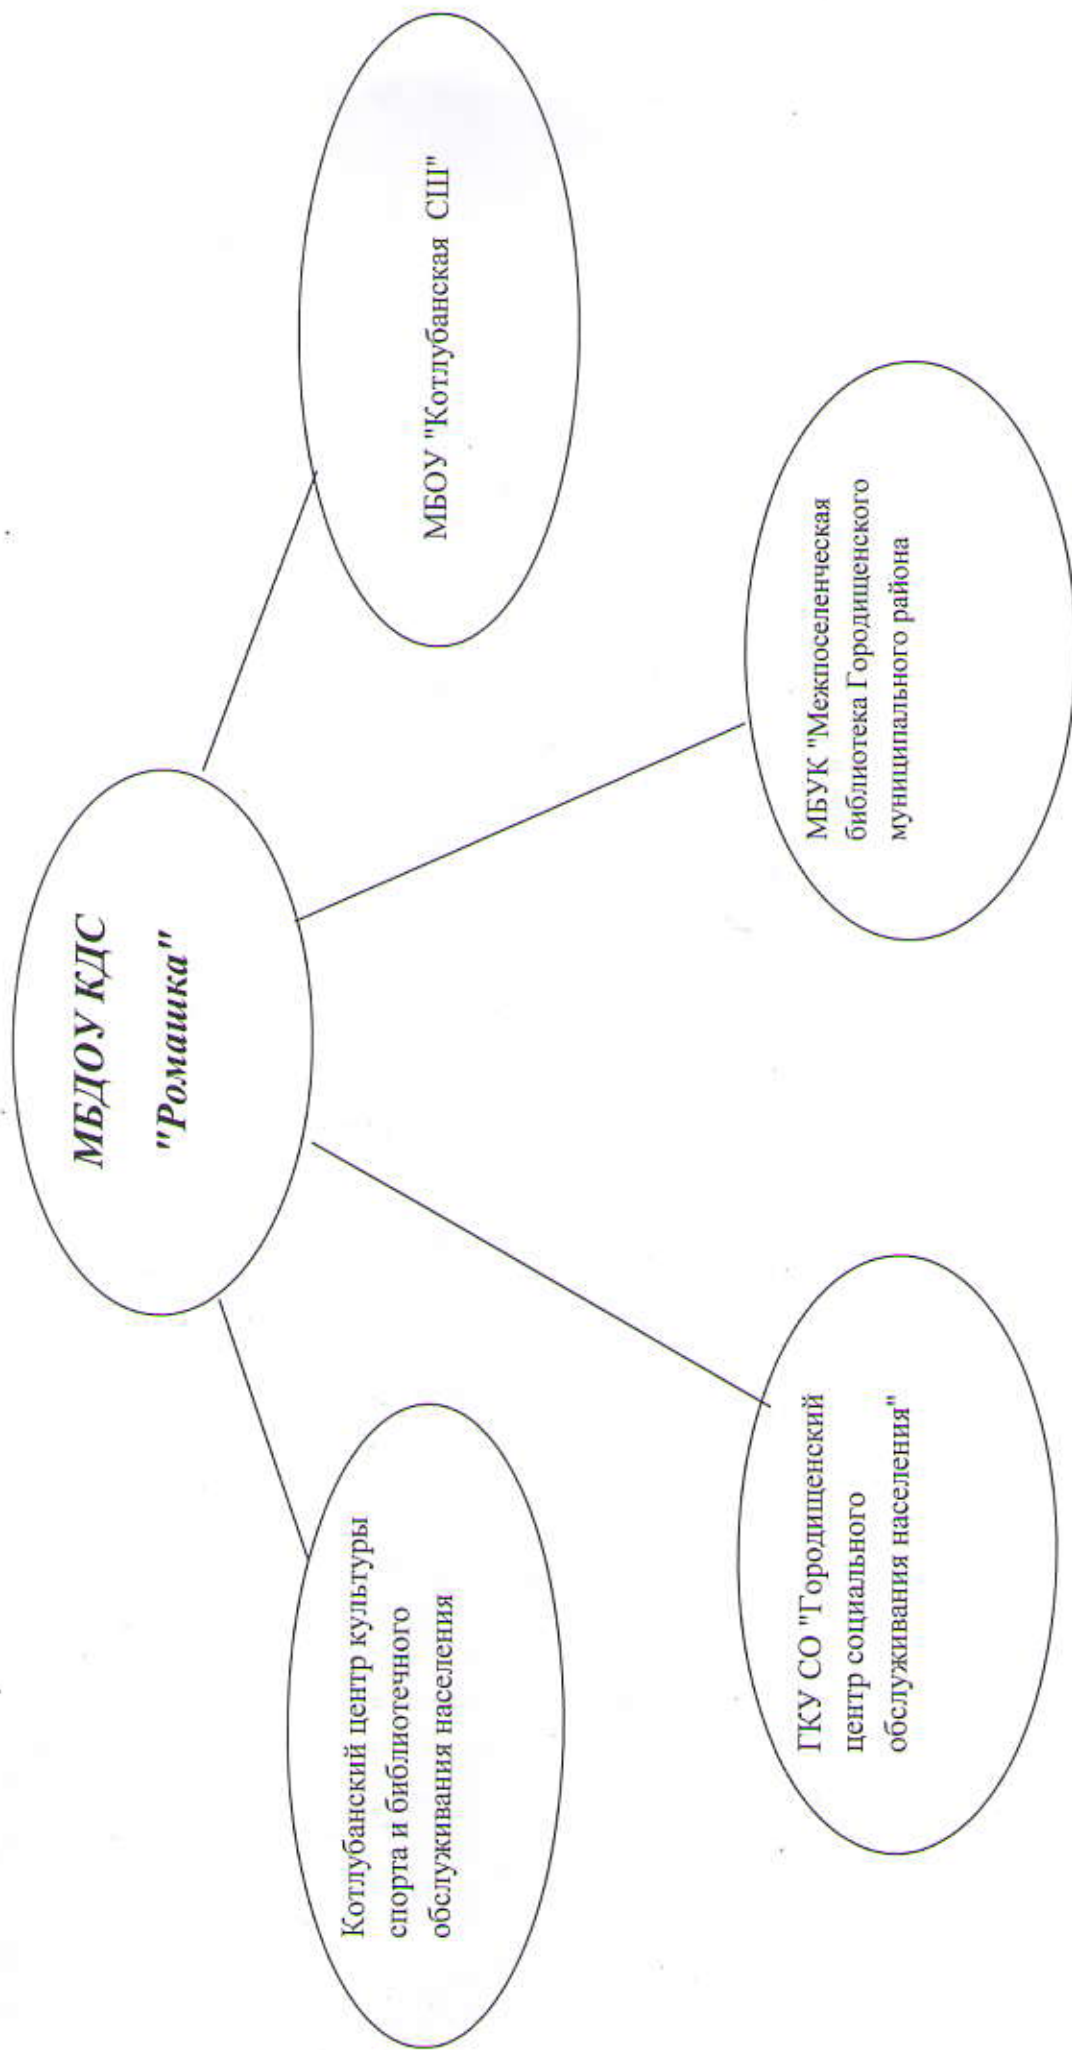 МБДОУ КДС
"Ромашка"
Котлубанский центр культуры
спорта и библиотечного
обслуживания населения
МБОУ "Котлубанская СШ"
ГКУ СО "Городищенский
центр социального
обслуживания населения"
МБУК "Межпоселенческая
библиотека Городищенского
муниципального района